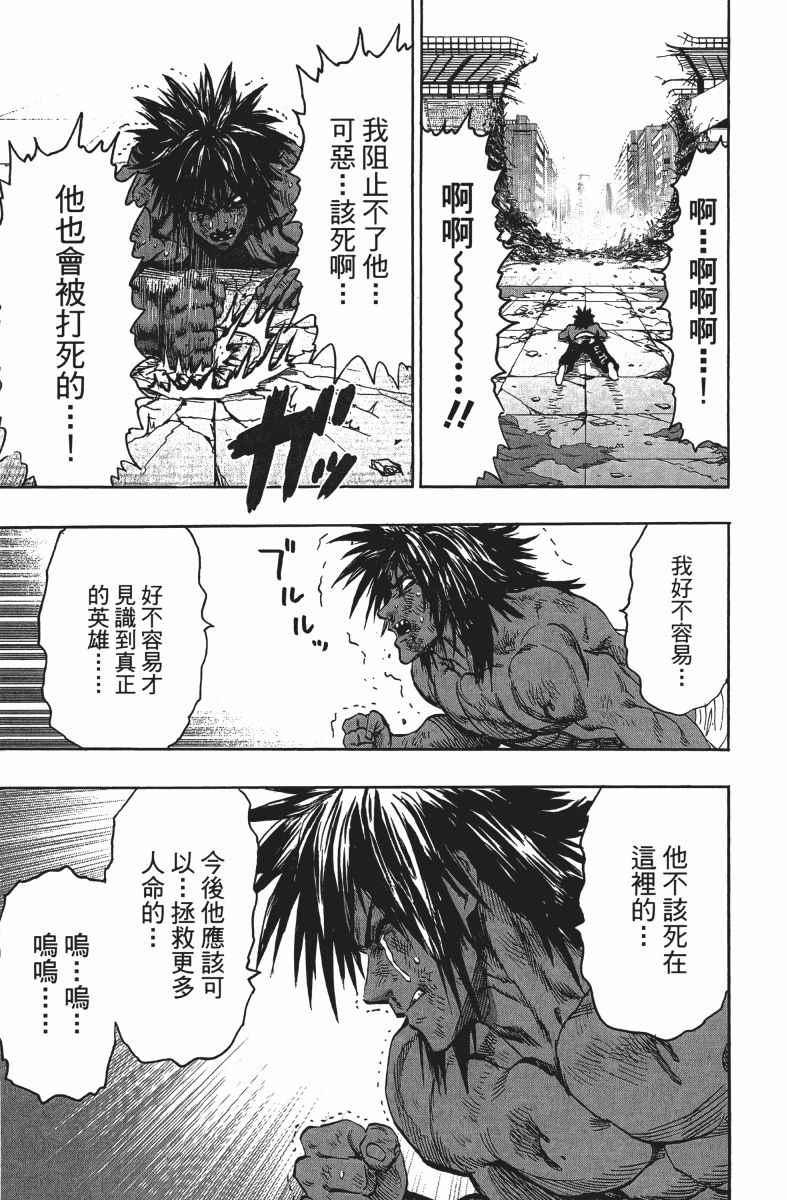 啊…啊啊啊…！
啊啊～～～…！！
我阻止不了他…
可惡…該死啊…
他也會被打死的…！
ガッ
我好不容易…
ブルルル
好不容易才
見識到真正
的英雄……
他不該死在
這裡的…
今後他應該可
以…拯救更多
人命的…
嗚…嗚…
嗚嗚……